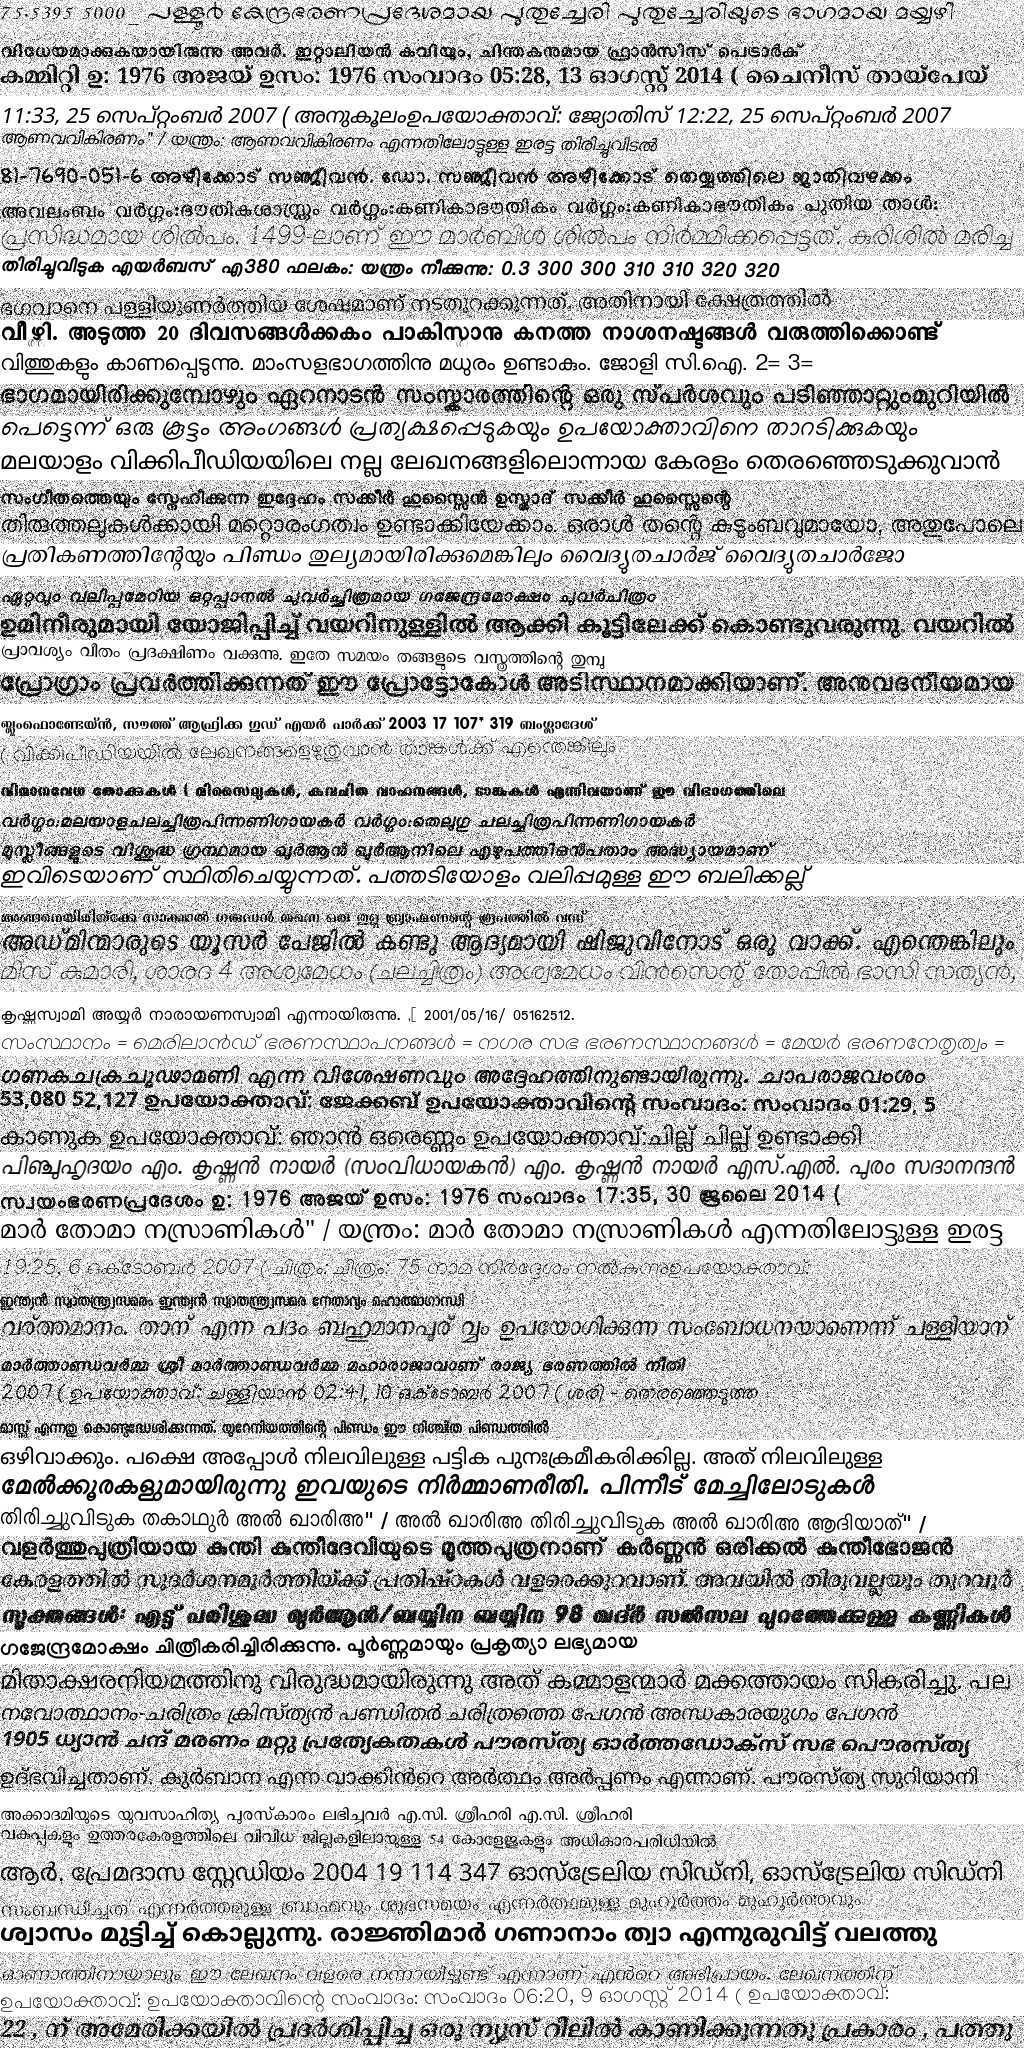 75-5395 5000_ പള്ളൂർ കേന്ദ്രഭരണപ്രദേശമായ പുതുച്ചേരി പുതുച്ചേരിയുടെ ഭാഗമായ മയ്യഴി
വിധേയമാക്കുകയായിരുന്നു അവർ. ഇറ്റാലിയൻ കവിയും, ചിന്തകനുമായ ഫ്രാൻസിസ് പെട്രാർക്
കമ്മിറ്റി ഉ: 1976 അജയ് ഉസം: 1976 സംവാദം 05:28, 13 ഓഗസ്റ്റ് 2014 ( ചൈനീസ് തായ്പേയ്
11:33, 25 സെപ്റ്റംബർ 2007 ( അനുകൂലംഉപയോക്താവ്: ജ്യോതിസ് 12:22, 25 സെപ്റ്റംബർ 2007
ആണവവികിരണം" / യന്ത്രം: ആണവവികിരണം എന്നതിലോട്ടുള്ള ഇരട്ട തിരിച്ചുവിടൽ
81-7690-051-6 അഴീക്കോട് സഞ്ജീവൻ. ഡോ. സഞ്ജീവൻ അഴീക്കോട് തെയ്യത്തിലെ ജാതിവഴക്കം
അവലംബം വർഗ്ഗം:ഭൗതികശാസ്ത്രം വർഗ്ഗം:കണികാഭൗതികം വർഗ്ഗം:കണികാഭൗതികം പുതിയ താൾ:
പ്രസിദ്ധമായ ശിൽപം. 1499-ലാണ് ഈ മാർബിൾ ശിൽപം നിർമ്മിക്കപ്പെട്ടത്. കുരിശിൽ മരിച്ച
തിരിച്ചുവിടുക എയർബസ് എ380 ഫലകം: യന്ത്രം നീക്കുന്നു: 0.3 300 300 310 310 320 320
ഭഗവാനെ പള്ളിയുണർത്തിയ ശേഷമാണ് നടതുറക്കുന്നത്. അതിനായി ക്ഷേത്രത്തിൽ
വീഴ്ത്തി. അടുത്ത 20 ദിവസങ്ങൾക്കകം പാകിസ്താനു കനത്ത നാശനഷ്ടങ്ങൾ വരുത്തിക്കൊണ്ട്
വിത്തുകളും കാണപ്പെടുന്നു. മാംസളഭാഗത്തിനു മധുരം ഉണ്ടാകും. ജോളി സി.ഐ. 2= 3=
ഭാഗമായിരിക്കുമ്പോഴും ഏറനാടൻ സംസ്കാരത്തിന്റെ ഒരു സ്പർശവും പടിഞ്ഞാറ്റുംമുറിയിൽ
പെട്ടെന്ന് ഒരു കൂട്ടം അംഗങ്ങൾ പ്രത്യക്ഷപ്പെടുകയും ഉപയോക്താവിനെ താറടിക്കുകയും
മലയാളം വിക്കിപീഡിയയിലെ നല്ല ലേഖനങ്ങളിലൊന്നായ കേരളം തെരഞ്ഞെടുക്കുവാൻ
സംഗീതത്തെയും സ്നേഹിക്കുന്ന ഇദ്ദേഹം സക്കീർ ഹുസ്സൈൻ ഉസ്താദ് സക്കീർ ഹുസ്സൈന്റെ
തിരുത്തലുകൾക്കായി മറ്റൊരംഗത്വം ഉണ്ടാക്കിയേക്കാം. ഒരാൾ തന്റെ കുടുംബവുമായോ, അതുപോലെ
പ്രതികണത്തിന്റേയും പിണ്ഡം തുല്യമായിരിക്കുമെങ്കിലും വൈദ്യുതചാർജ് വൈദ്യുതചാർജോ
ഏറ്റവും വലിപ്പമേറിയ ഒറ്റപ്പാനൽ ചുവർച്ചിത്രമായ ഗജേന്ദ്രമോക്ഷം ചുവർചിത്രം
ഉമിനീരുമായി യോജിപ്പിച്ച് വയറിനുള്ളിൽ ആക്കി കൂട്ടിലേക്ക് കൊണ്ടുവരുന്നു. വയറിൽ
പ്രാവശ്യം വീതം പ്രദക്ഷിണം വക്കുന്നു. ഇതേ സമയം തങ്ങളുടെ വസ്ത്രത്തിന്റെ തുമ്പു
പ്രോഗ്രാം പ്രവർത്തിക്കുന്നത് ഈ പ്രോട്ടോകോൾ അടിസ്ഥാനമാക്കിയാണ്. അനുവദനീയമായ
ബ്ലൂംഫൊണ്ടേയ്ൻ, സൗത്ത് ആഫ്രിക്ക ഗുഡ് എയർ പാർക്ക് 2003 17 107* 319 ബംഗ്ലാദേശ്
( വിക്കിപീഡിയയിൽ ലേഖനങ്ങളെഴുതുവാൻ താങ്കൾക്ക് എന്തെങ്കിലും
വിമാനവേധ തോക്കുകൾ ( മിസൈലുകൾ, കവചിത വാഹനങ്ങൾ, ടാങ്കുകൾ എന്നിവയാണ് ഈ വിഭാഗത്തിലെ
വർഗ്ഗം:മലയാളചലച്ചിത്രപിന്നണിഗായകർ വർഗ്ഗം:തെലുഗു ചലച്ചിത്രപിന്നണിഗായകർ
മുസ്ലീങ്ങളുടെ വിശുദ്ധ ഗ്രന്ഥമായ ഖുർആൻ ഖുർആനിലെ എഴുപത്തിഒൻപതാം അദ്ധ്യായമാണ്
ഇവിടെയാണ് സ്ഥിതിചെയ്യുന്നത്. പത്തടിയോളം വലിപ്പമുള്ള ഈ ബലിക്കല്ല്
ഒരു രൂപത്തിൽ വന്ന്
അഡ്മിന്മാരുടെ യൂസർ പേജിൽ കണ്ടു ആദ്യമായി ഷിജുവിനോട് ഒരു വാക്ക്. എന്തെങ്കിലും
മിസ് കുമാരി, ശാരദ 4 അശ്വമേധം (ചലച്ചിത്രം) അശ്വമേധം വിൻസെന്റ് തോപ്പിൽ ഭാസി സത്യൻ,
കൃഷ്ണസ്വാമി അയ്യർ നാരായണസ്വാമി എന്നായിരുന്നു. .[ 2001/05/16/ 05162512.
സംസ്ഥാനം = മെരിലാൻഡ് ഭരണസ്ഥാപനങ്ങൾ = നഗര സഭ ഭരണസ്ഥാനങ്ങൾ = മേയർ ഭരണനേതൃത്വം =
ഗണകചക്രചൂഢാമണി എന്ന വിശേഷണവും അദ്ദേഹത്തിനുണ്ടായിരുന്നു. ചാപരാജവംശം
53,080 52,127 ഉപയോക്താവ്: ജേക്കബ് ഉപയോക്താവിന്റെ സംവാദം: സംവാദം 01:29, 5
കാണുക ഉപയോക്താവ്: ഞാൻ ഒരെണ്ണം ഉപയോക്താവ്:ചില്ല് ചില്ല് ഉണ്ടാക്കി
പിഞ്ചുഹൃദയം എം. കൃഷ്ണൻ നായർ (സംവിധായകൻ) എം. കൃഷ്ണൻ നായർ എസ്.എൽ. പുരം സദാനന്ദൻ
സ്വയംഭരണപ്രദേശം ഉ: 1976 അജയ് ഉസം: 1976 സംവാദം 17:35, 30 ജൂലൈ 2014 (
മാർ തോമാ നസ്രാണികൾ" / യന്ത്രം: മാർ തോമാ നസ്രാണികൾ എന്നതിലോട്ടുള്ള ഇരട്ട
19:25, 6 ഒക്ടോബർ 2007 ( ചിത്രം: ചിത്രം: 75 നാമ നിർദ്ദേശം നൽകുന്നുഉപയോക്താവ്:
ഇന്ത്യൻ സ്വാതന്ത്ര്യസമരം ഇന്ത്യൻ സ്വാതന്ത്ര്യസമര നേതാവും മഹാത്മാഗാന്ധി
വർത്തമാനം. താന് എന്ന പദം ബഹുമാനപൂര് വ്വം ഉപയോഗിക്കുന്ന സംബോധനയാണെന്ന് ചള്ളിയാന്
മാർത്താണ്ഡവർമ്മ ശ്രീ മാർത്താണ്ഡവർമ്മ മഹാരാജാവാണ് രാജ്യ ഭരണത്തിൽ നീതി
2007 ( ഉപയോക്താവ്: ചള്ളിയാൻ 02:41, 10 ഒക്ടോബർ 2007 ( ശരി - തെരഞ്ഞെടുത്ത
മാസ്സ് എന്നതു കൊണ്ടുദ്ധേശിക്കുന്നത്. യുറേനിയത്തിന്റെ പിണ്ഡം ഈ നിശ്ചിത പിണ്ഡത്തിൽ
ഒഴിവാക്കും. പക്ഷെ അപ്പോൾ നിലവിലുള്ള പട്ടിക പുനഃക്രമീകരിക്കില്ല. അത് നിലവിലുള്ള
മേൽക്കൂരകളുമായിരുന്നു ഇവയുടെ നിർമ്മാണരീതി. പിന്നീട് മേച്ചിലോടുകൾ
തിരിച്ചുവിടുക തകാഥുർ അൽ ഖാരിഅ" / അൽ ഖാരിഅ തിരിച്ചുവിടുക അൽ ഖാരിഅ ആദിയാത്" /
വളർത്തുപുത്രിയായ കുന്തി കുന്തീദേവിയുടെ മൂത്തപുത്രനാണ് കർണ്ണൻ ഒരിക്കൽ കുന്തീഭോജൻ
കേരളത്തിൽ സുദർശനമൂർത്തിയ്ക്ക് പ്രതിഷ്ഠകൾ വളരെക്കുറവാണ്. അവയിൽ തിരുവല്ലയും തുറവൂർ
സൂക്തങ്ങൾ: എട്ട് പരിശുദ്ധ ഖുർആൻ/ബയ്യിന ബയ്യിന 98 ഖദ്ർ സൽസല പുറത്തേക്കുള്ള കണ്ണികൾ
ഗജേന്ദ്രമോക്ഷം ചിത്രീകരിച്ചിരിക്കുന്നു. പൂർണ്ണമായും പ്രകൃത്യാ ലഭ്യമായ
മിതാക്ഷരനിയമത്തിനു വിരുദ്ധമായിരുന്നു അത് കമ്മാളന്മാർ മക്കത്തായം സികരിച്ചു. പല
നവോത്ഥാനം-ചരിത്രം ക്രിസ്ത്യൻ പണ്ഡിതർ ചരിത്രത്തെ പേഗൻ അന്ധകാരയുഗം പേഗൻ
1905 ധ്യാൻ ചന്ദ് മരണം മറ്റു പ്രത്യേകതകൾ പൗരസ്ത്യ ഓർത്തഡോക്സ് സഭ പൌരസ്ത്യ
ഉദ്ഭവിച്ചതാണ്. കുർബാന എന്ന വാക്കിൻറെ അർത്ഥം അർപ്പണം എന്നാണ്. പൗരസ്ത്യ സുറിയാനി
അക്കാദമിയുടെ യുവസാഹിത്യ പുരസ്കാരം ലഭിച്ചവർ എ.സി. ശ്രീഹരി എ.സി. ശ്രീഹരി
വകുപ്പുകളും ഉത്തരകേരളത്തിലെ വിവിധ ജില്ലകളിലായുള്ള 54 കോളേജുകളും അധികാരപരിധിയിൽ
ആർ. പ്രേമദാസ സ്റ്റേഡിയം 2004 19 114 347 ഓസ്ട്രേലിയ സിഡ്നി, ഓസ്ട്രേലിയ സിഡ്നി
സംബന്ധിച്ചത് എന്നർത്തമുള്ള ബ്രാഹ്മവും ശുഭസമയം എന്നർത്ഥമുള്ള മുഹൂർത്തം മുഹൂർത്തവും
ശ്വാസം മുട്ടിച്ച് കൊല്ലുന്നു. രാജ്ഞിമാർ ഗണാനാം ത്വാ എന്നുരുവിട്ട് വലത്തു
ഓണാത്തിനായാലും ഈ ലേഖനം വളരെ നന്നായിട്ടുണ്ട് എന്നാണ് എൻറെ അഭിപ്രായം. ലേഖനത്തിന്
ഉപയോക്താവ്: ഉപയോക്താവിന്റെ സംവാദം: സംവാദം 06:20, 9 ഓഗസ്റ്റ് 2014 ( ഉപയോക്താവ്:
22 , ന് അമേരിക്കയിൽ പ്രദർശിപ്പിച്ച ഒരു ന്യൂസ് റീലിൽ കാണിക്കുന്നതു പ്രകാരം , പത്തു